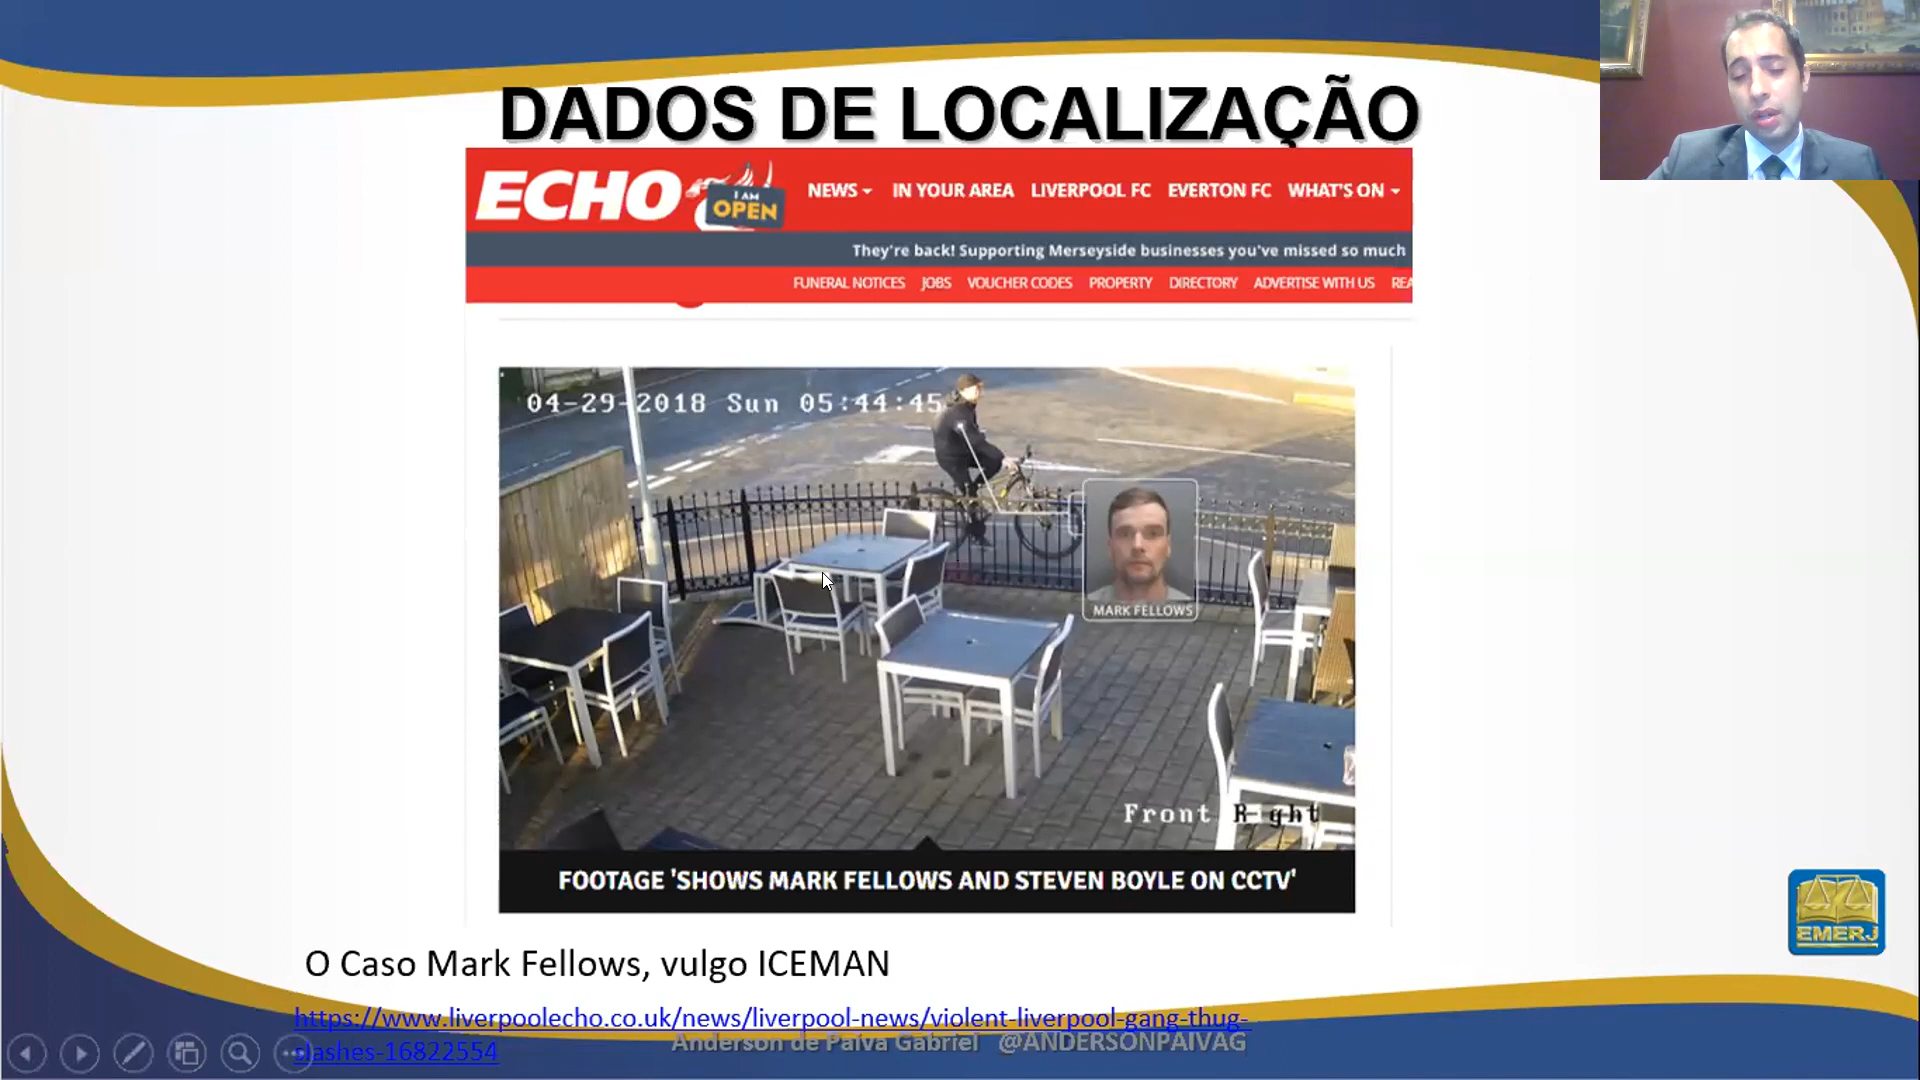 DADOS DE LOCALIZAÇÃO
ECHO
I AM
OPEN
NEWS IN YOUR AREA LIVERPOOL FC EVERTON FC WHAT'S ON
They're back! Supporting Merseyside businesses you've missed so much
FUNERAL NOTICES JOBS VOUCHER CODES PROPERTY DIRECTORY ADVERTISE WITH US REA
04-29-2018 Sun 05:44:45
MARK FELLOWS
Front Right
FOOTAGE 'SHOWS MARK FELLOWS AND STEVEN BOYLE ON CCTV'
EMERJ
O Caso Mark Fellows, vulgo ICEMAN
https://www.liverpoolecho.co.uk/news/liverpool-news/violent-liverpool-gang-thug-
slashes-16822554
Anderson de Paiva Gabriel @ANDERSONPAIVAG